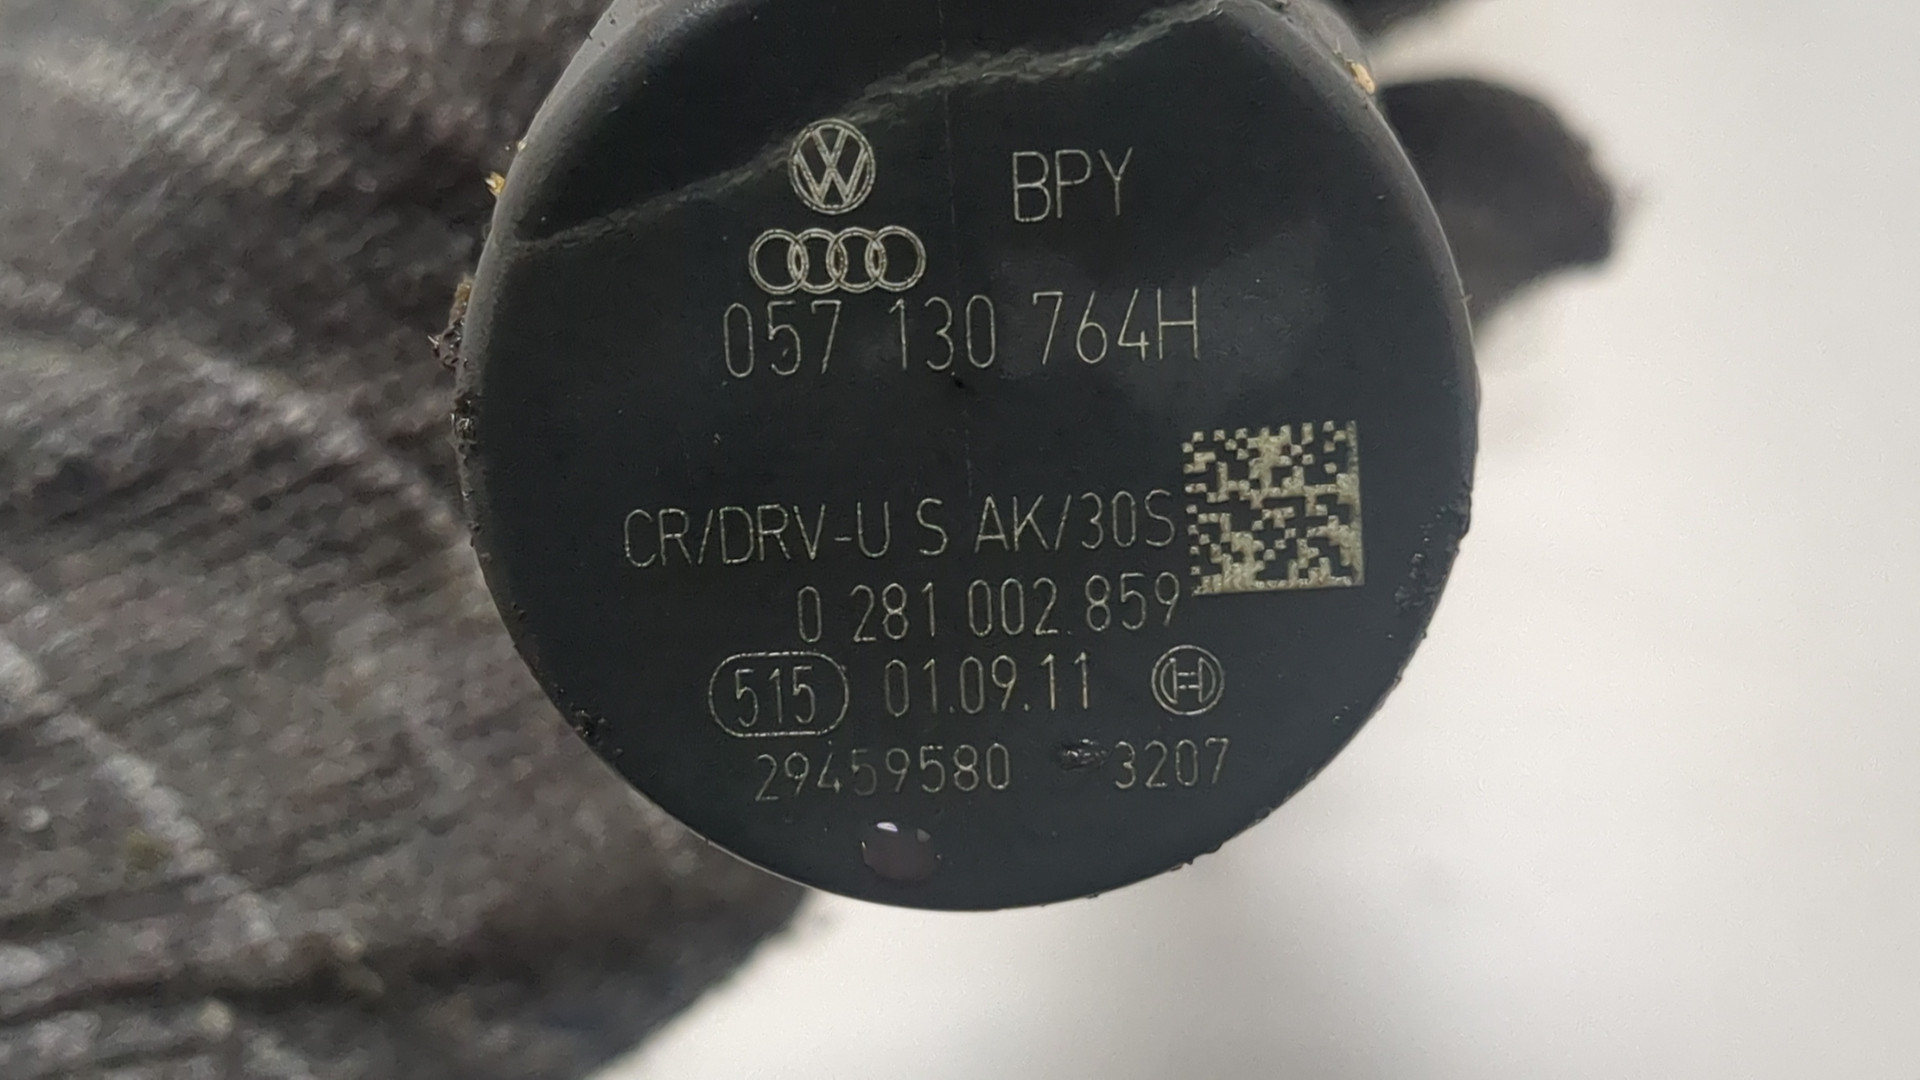 BPY
057 130 764H
CR/DRV-U S AK/30S
0 281 002 859
515 01.09.11
29459580 3207